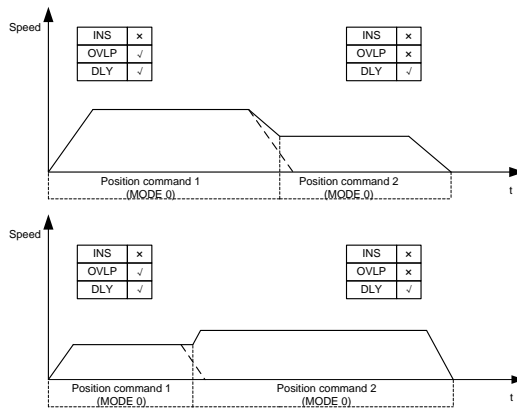 Speed
INS ×
OVLP √
DLY √
INS ×
OVLP ×
DLY √
Position command 1
(MODE 0)
Position command 2
(MODE 0)
t
Speed
INS ×
OVLP √
DLY √
INS ×
OVLP ×
DLY √
Position command 1
(MODE 0)
Position command 2
(MODE 0)
t